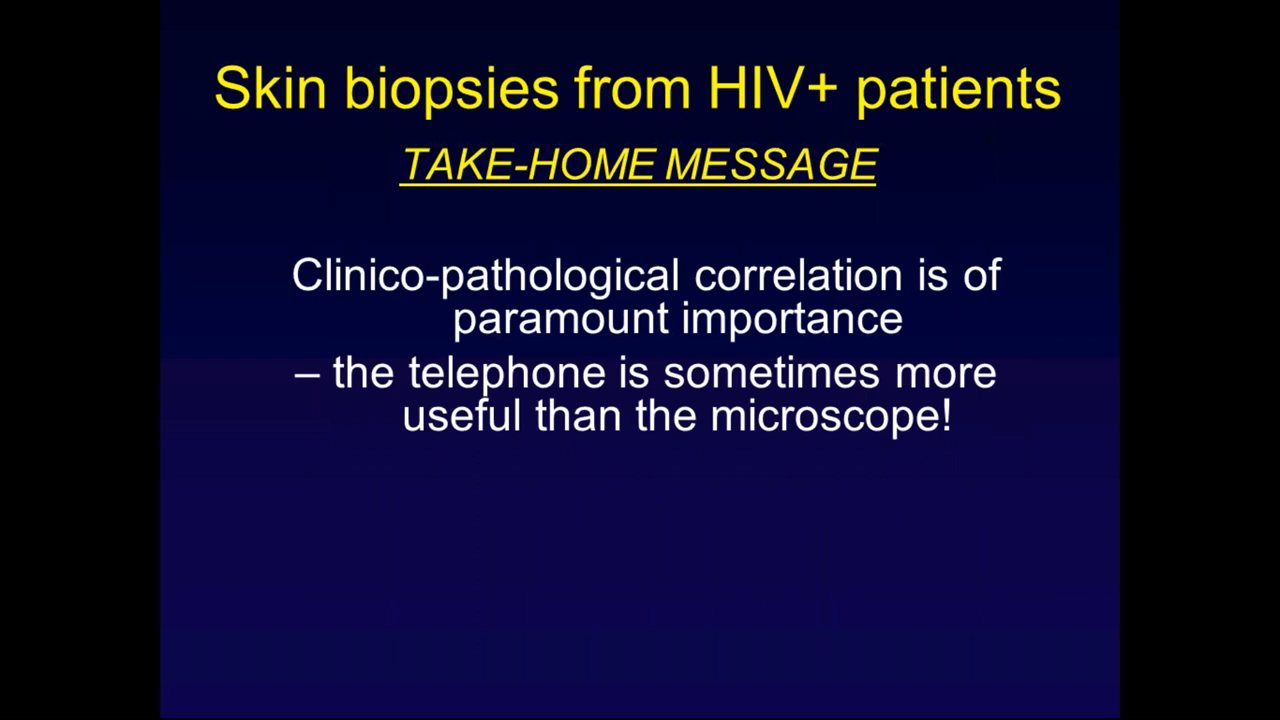 Skin biopsies from HIV+ patients
TAKE-HOME MESSAGE
Clinico-pathological correlation is of
paramount importance
– the telephone is sometimes more
useful than the microscope!